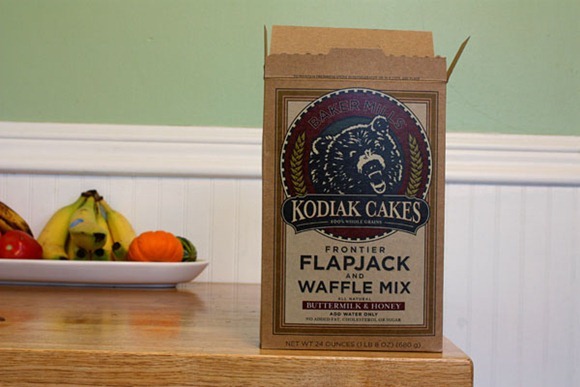 BAKER MILLS
KODIAK CAKES
100% WHOLE GRAINS
FRONTIER
FLAPJACK
AND
WAFFLE MIX
ALL NATURAL
BUTTERMILK & HONEY
ADD WATER ONLY
NO ADDED FAT, CHOLESTEROL OR SUGAR
NET WT 24 OUNCES (1 LB 8 OZ) (680 g)